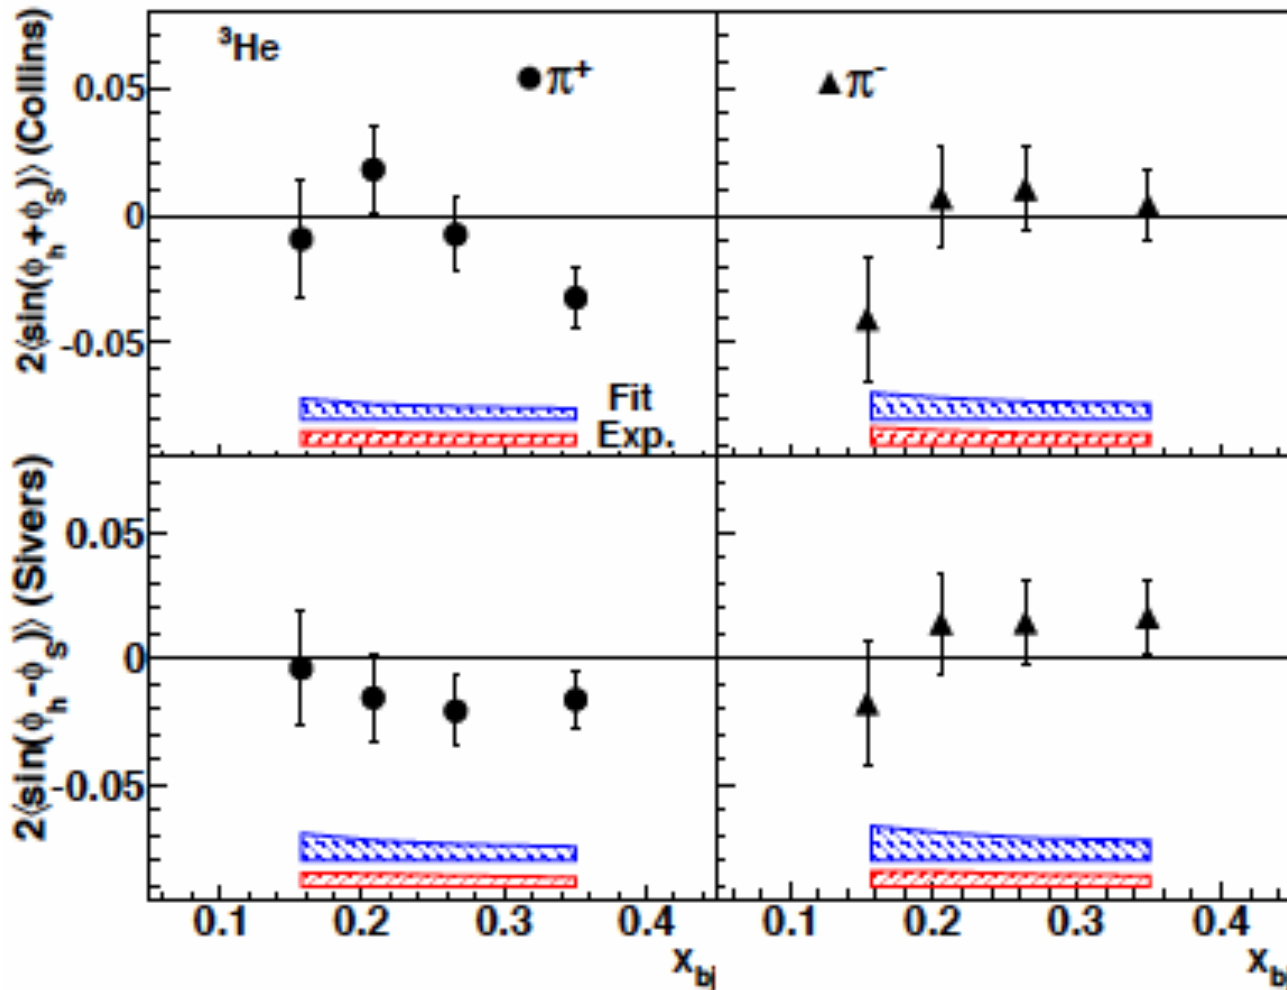 2⟨sin(ϕh+ϕS)⟩ (Collins)
³He
π⁺
π⁻
0.05
0
-0.05
Fit
Exp.
2⟨sin(ϕh-ϕS)⟩ (Sivers)
0.05
0
-0.05
0.1 0.2 0.3 0.4 0.1 0.2 0.3 0.4
xbj xbj